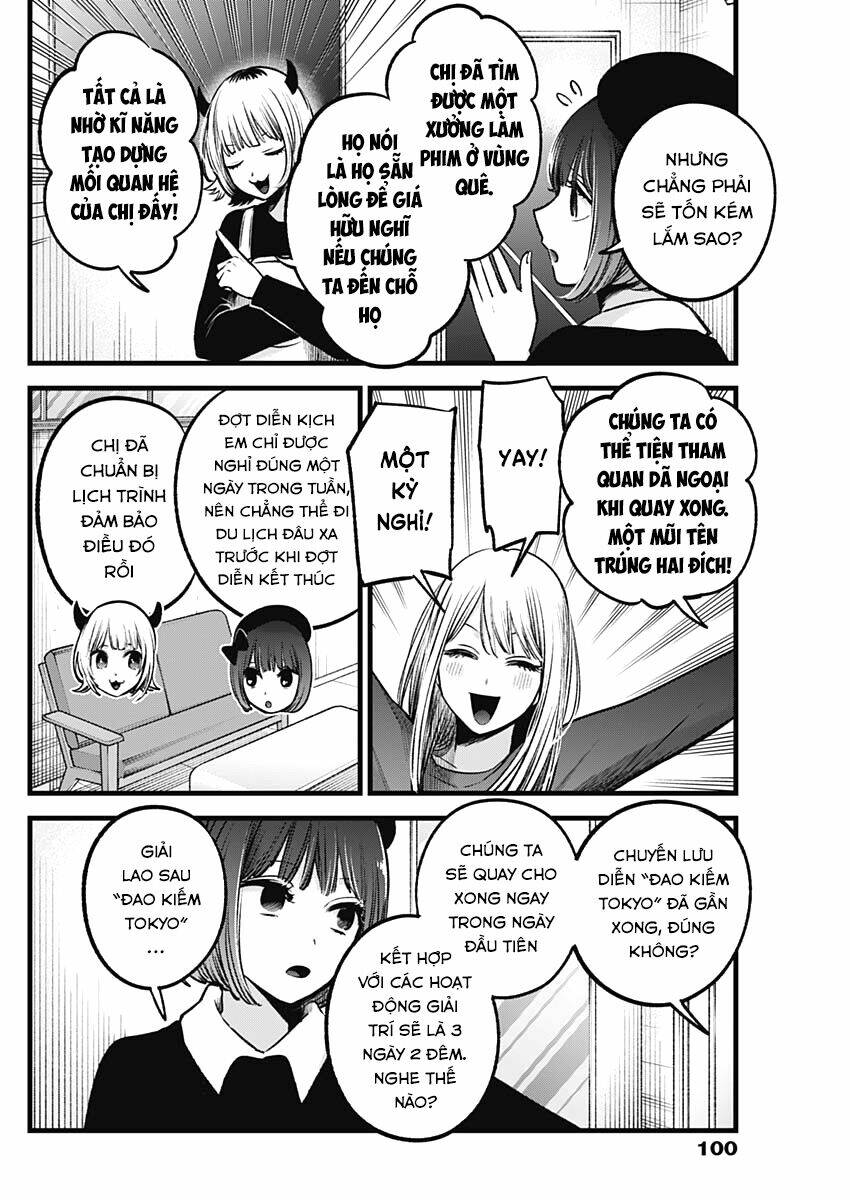 NHƯNG
CHẲNG PHẢI
SẼ TỐN KÉM
LẮM SAO?
CHỊ ĐÃ TÌM
ĐƯỢC MỘT
XƯỞNG LÀM
PHIM Ở VÙNG
QUÊ.
HỌ NÓI
LÀ HỌ SẴN
LÒNG ĐỂ GIÁ
HỮU NGHĨ
NẾU CHÚNG
TA ĐẾN CHỖ
HỌ
TẤT CẢ LÀ
NHỜ KĨ NĂNG
TẠO DỰNG
MỐI QUAN HỆ
CỦA CHỊ ĐẤY!
CHÚNG TA CÓ
THỂ TIỆN THAM
QUAN DÃ NGOẠI
KHI QUAY XONG.
MỘT MŨI TÊN
TRÚNG HAI ĐÍCH!
YAY!
MỘT
KỲ
NGHỈ!
ĐỢT DIỄN KỊCH
EM CHỈ ĐƯỢC
NGHỈ ĐÚNG MỘT
NGÀY TRONG TUẦN,
NÊN CHẲNG THỂ ĐI
DU LỊCH ĐÂU XA
TRƯỚC KHI ĐỢT
DIỄN KẾT THÚC
CHỊ ĐÃ
CHUẨN BỊ
LỊCH TRÌNH
ĐẢM BẢO
ĐIỀU ĐÓ
RỒI
CHUYẾN LƯU
DIỄN "ĐAO KIẾM
TOKYO" ĐÃ GẦN
XONG, ĐÚNG
KHÔNG?
CHÚNG TA
SẼ QUAY CHO
XONG NGAY
TRONG NGÀY
ĐẦU TIÊN
KẾT HỢP
VỚI CÁC HOẠT
ĐỘNG GIẢI
TRÍ SẼ LÀ 3
NGÀY 2 ĐÊM.
NGHE THẾ
NÀO?
GIẢI
LAO SAU
"ĐAO KIẾM
TOKYO"
...
100